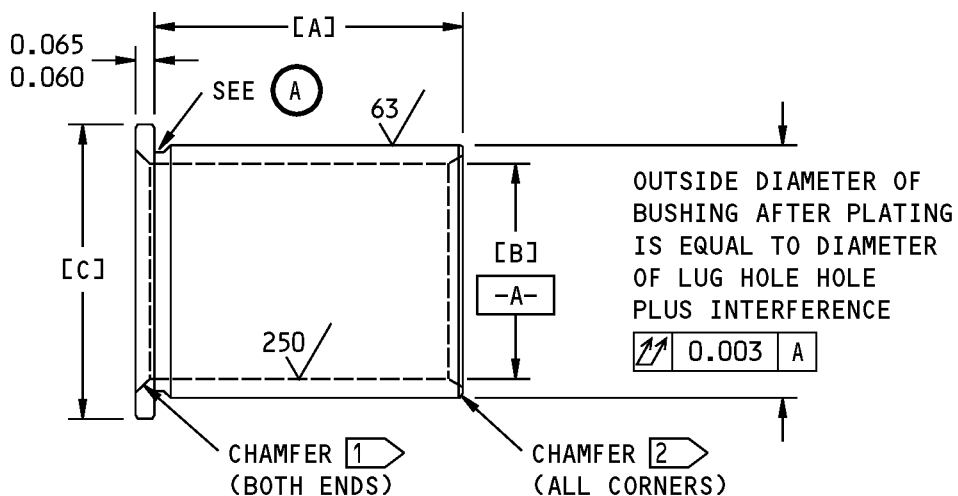 [A]
0.065
0.060
SEE A
63
OUTSIDE DIAMETER OF
BUSHING AFTER PLATING
IS EQUAL TO DIAMETER
OF LUG HOLE HOLE
PLUS INTERFERENCE
[B]
[C]
-A-
250
0.003 A
CHAMFER 1
(BOTH ENDS)
CHAMFER 2
(ALL CORNERS)